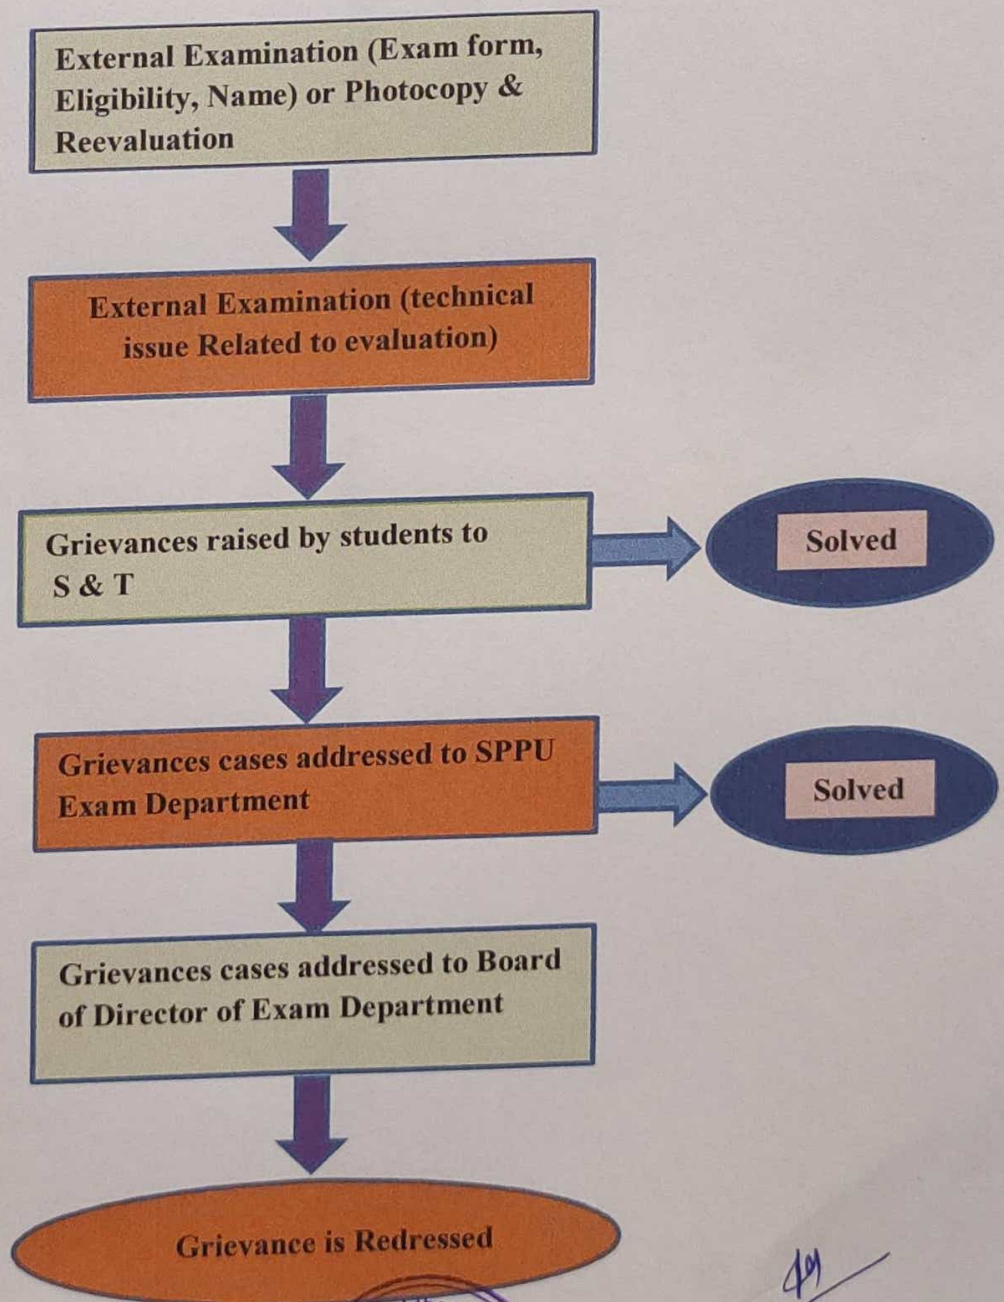 External Examination (Exam form,
Eligibility, Name) or Photocopy &
Reevaluation
External Examination (technical
issue Related to evaluation)
Grievances raised by students to
S & T
Solved
Grievances cases addressed to SPPU
Exam Department
Solved
Grievances cases addressed to Board
of Director of Exam Department
Grievance is Redressed